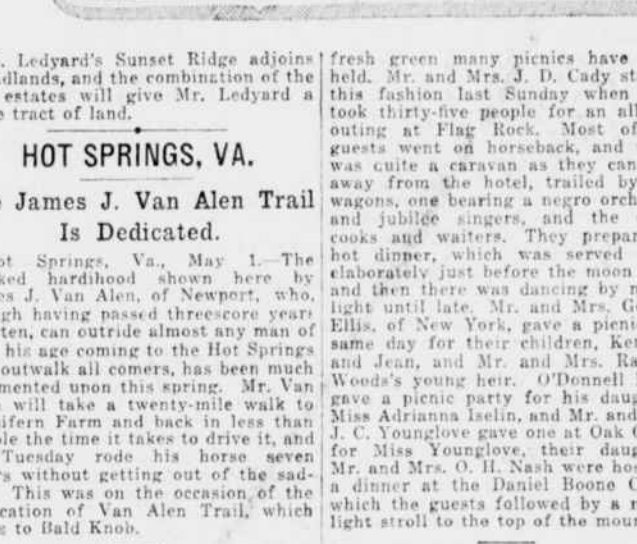 . Ledyard's Sunset Ridge adjoins
dlands, and the combination of the
estates will give Mr. Ledyard a
e tract of land.
HOT SPRINGS, VA.
e James J. Van Alen Trail
Is Dedicated.
ot Springs, Va., May 1.—The
ked hardihood shown here by
es J. Van Alen, of Newport, who,
gh having passed threescore years
ten, can outride almost any man of
his age coming to the Hot Springs
outwalk all comers, has been much
mented upon this spring. Mr. Van
will take a twenty-mile walk to
ifern Farm and back in less than
ble the time it takes to drive it, and
Tuesday rode his horse seven
rs without getting out of the sad-
This was on the occasion of the
cation of Van Alen Trail, which
s to Bald Knob.
fresh green many picnics have
held. Mr. and Mrs. J. D. Cady st
this fashion last Sunday when
took thirty-five people for an all
outing at Flag Rock. Most of
guests went on horseback, and
was quite a caravan as they can
away from the hotel, trailed by
wagons, one bearing a negro orch
and jubilee singers, and the
cooks and waiters. They prepar
hot dinner, which was served
elaborately just before the moon
and then there was dancing by m
light until late. Mr. and Mrs. G
Ellis, of New York, gave a picni
same day for their children, Ken
and Jean, and Mr. and Mrs. Ra
Woods's young heir. O'Donnell
gave a picnic party for his daug
Miss Adrianna Iselin, and Mr. and
J. C. Younglove gave one at Oak
for Miss Younglove, their daug
Mr. and Mrs. O. H. Nash were ho
a dinner at the Daniel Boone C
which the guests followed by a m
light stroll to the top of the mour